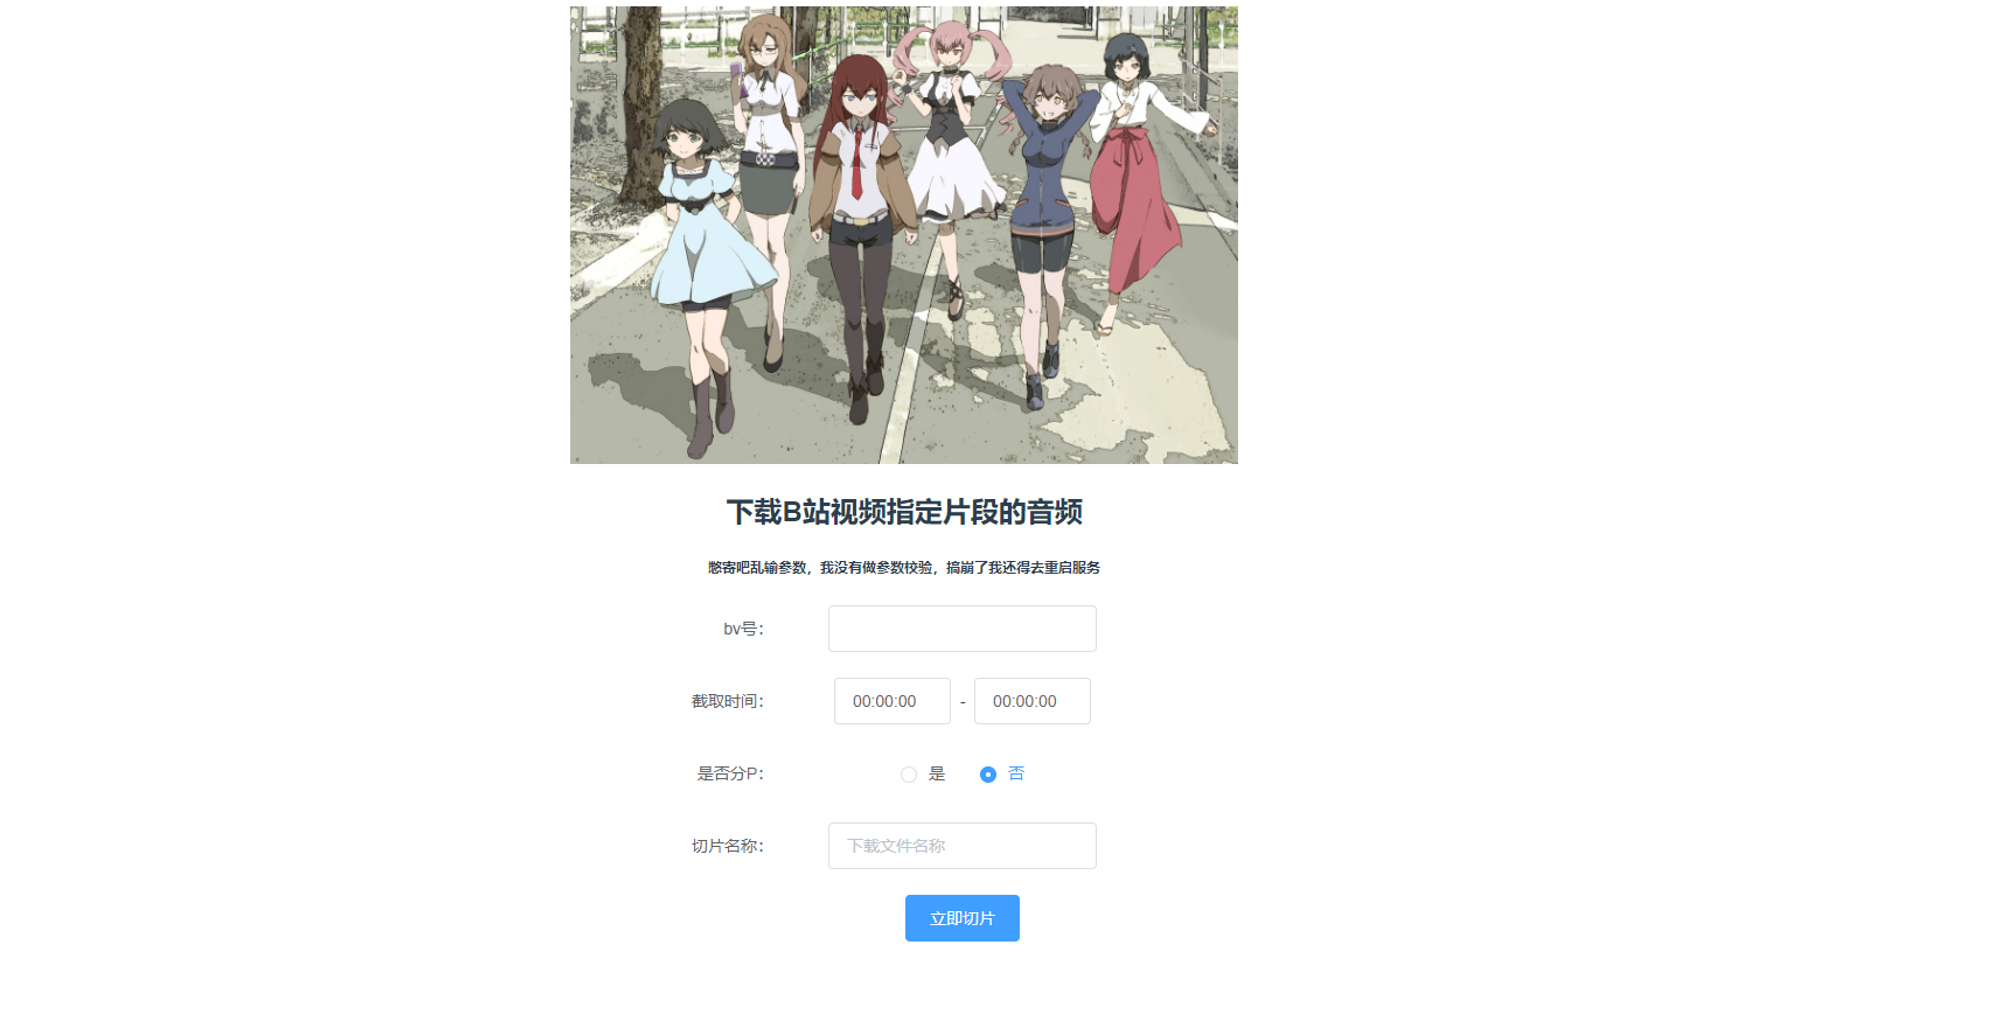 下载B站视频指定片段的音频
憋寄吧乱输参数，我没有做参数校验，搞崩了我还得去重启服务
bv号：
截取时间： 00:00:00 - 00:00:00
是否分P： 是 否
切片名称： 下载文件名称
立即切片